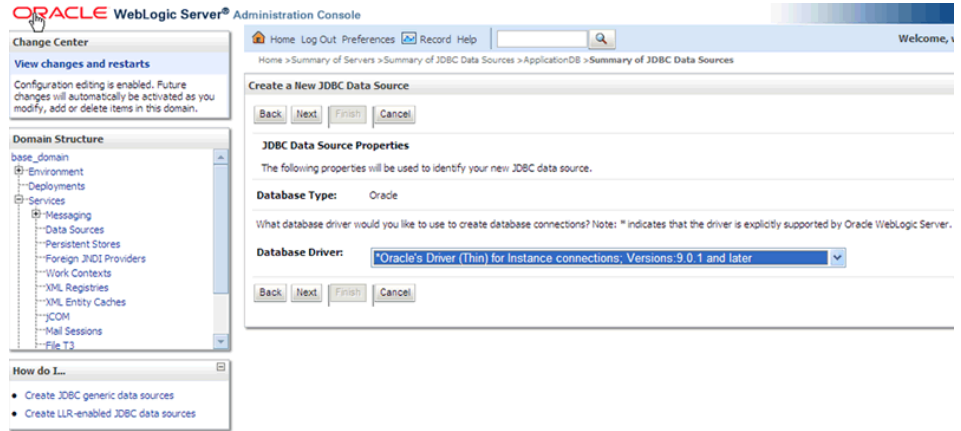 ORACLE WebLogic Server® Administration Console
Change Center
View changes and restarts
Configuration editing is enabled. Future
changes will automatically be activated as you
modify, add or delete items in this domain.
Domain Structure
base_domain
Environment
Deployments
Services
Messaging
Data Sources
Persistent Stores
Foreign JNDI Providers
Work Contexts
XML Registries
XML Entity Caches
jCOM
Mail Sessions
File T3
How do I...
Create JDBC generic data sources
Create LLR-enabled JDBC data sources
Home Log Out Preferences Record Help
Welcome,
Home >Summary of Servers >Summary of JDBC Data Sources >ApplicationDB >Summary of JDBC Data Sources
Create a New JDBC Data Source
Back Next Finish Cancel
JDBC Data Source Properties
The following properties will be used to identify your new JDBC data source.
Database Type: Oracle
What database driver would you like to use to create database connections? Note: * indicates that the driver is explicitly supported by Oracle WebLogic Server.
Database Driver: *Oracle's Driver (Thin) for Instance connections; Versions:9.0.1 and later
Back Next Finish Cancel